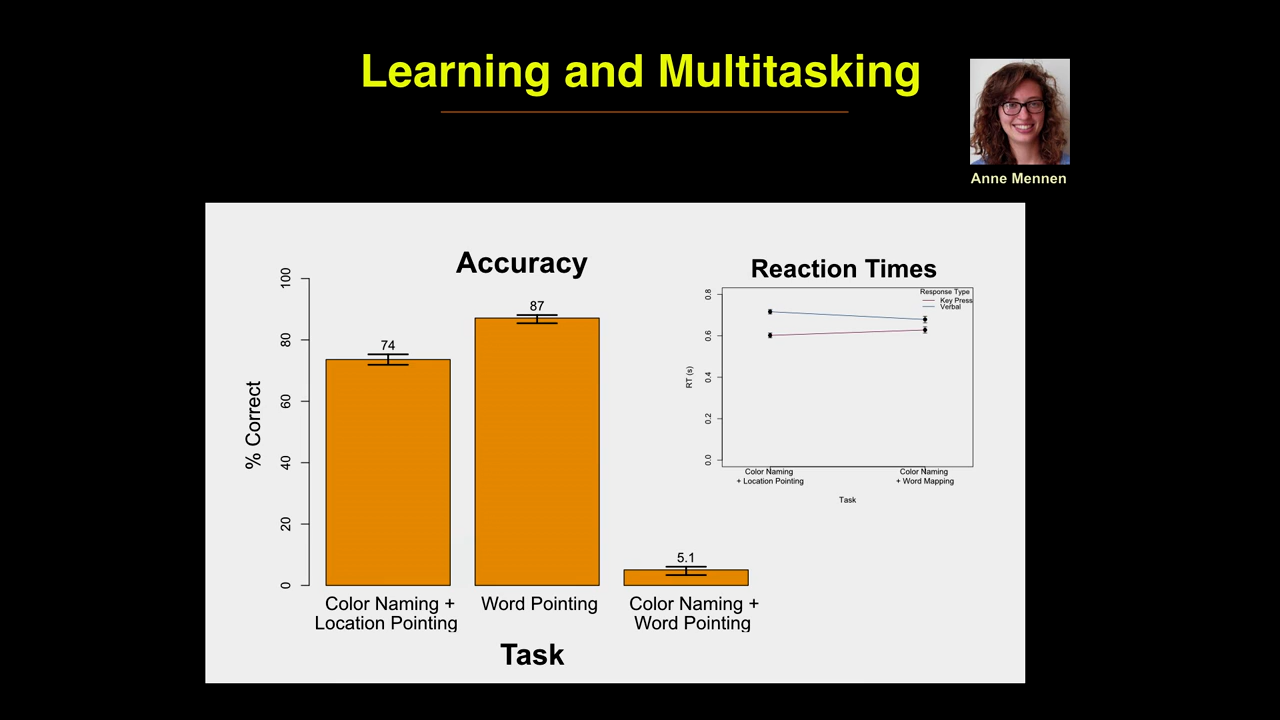 Learning and Multitasking
Anne Mennen
Accuracy
% Correct
100
80
60
40
20
0
74
87
5.1
Color Naming +
Location Pointing
Word Pointing
Color Naming +
Word Pointing
Task
Reaction Times
Response Type
Key Press
Verbal
RT (s)
0.8
0.6
0.4
0.2
0.0
Color Naming
+ Location Pointing
Color Naming
+ Word Mapping
Task